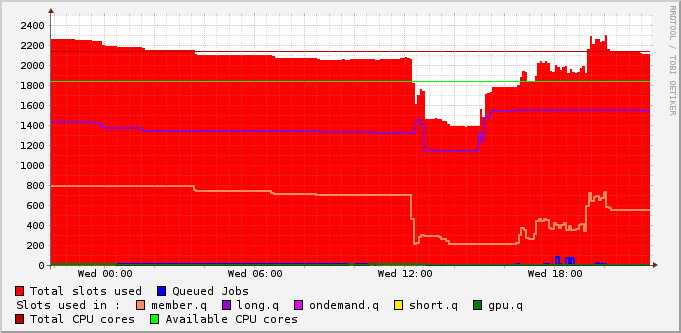 RRDTOOL / TOBI OETIKER
2400
2200
2000
1800
1600
1400
1200
1000
800
600
400
200
0
Wed 00:00 Wed 06:00 Wed 12:00 Wed 18:00
Total slots used Queued Jobs
Slots used in : member.q long.q ondemand.q short.q gpu.q
Total CPU cores Available CPU cores